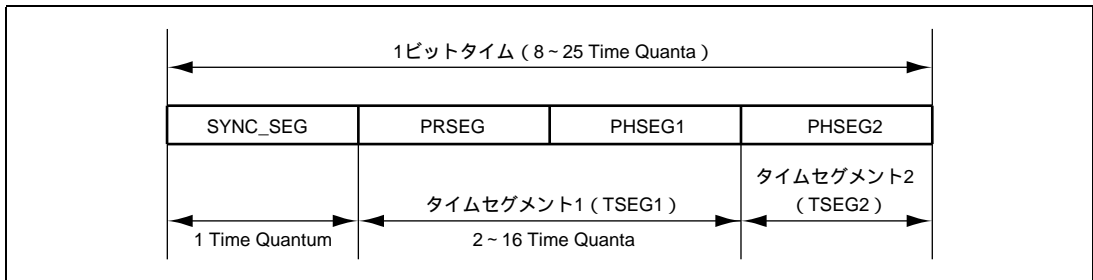 1ビットタイム（8～25 Time Quanta）
SYNC_SEG PRSEG PHSEG1 PHSEG2
タイムセグメント1（TSEG1）
タイムセグメント2
（TSEG2）
1 Time Quantum
2～16 Time Quanta